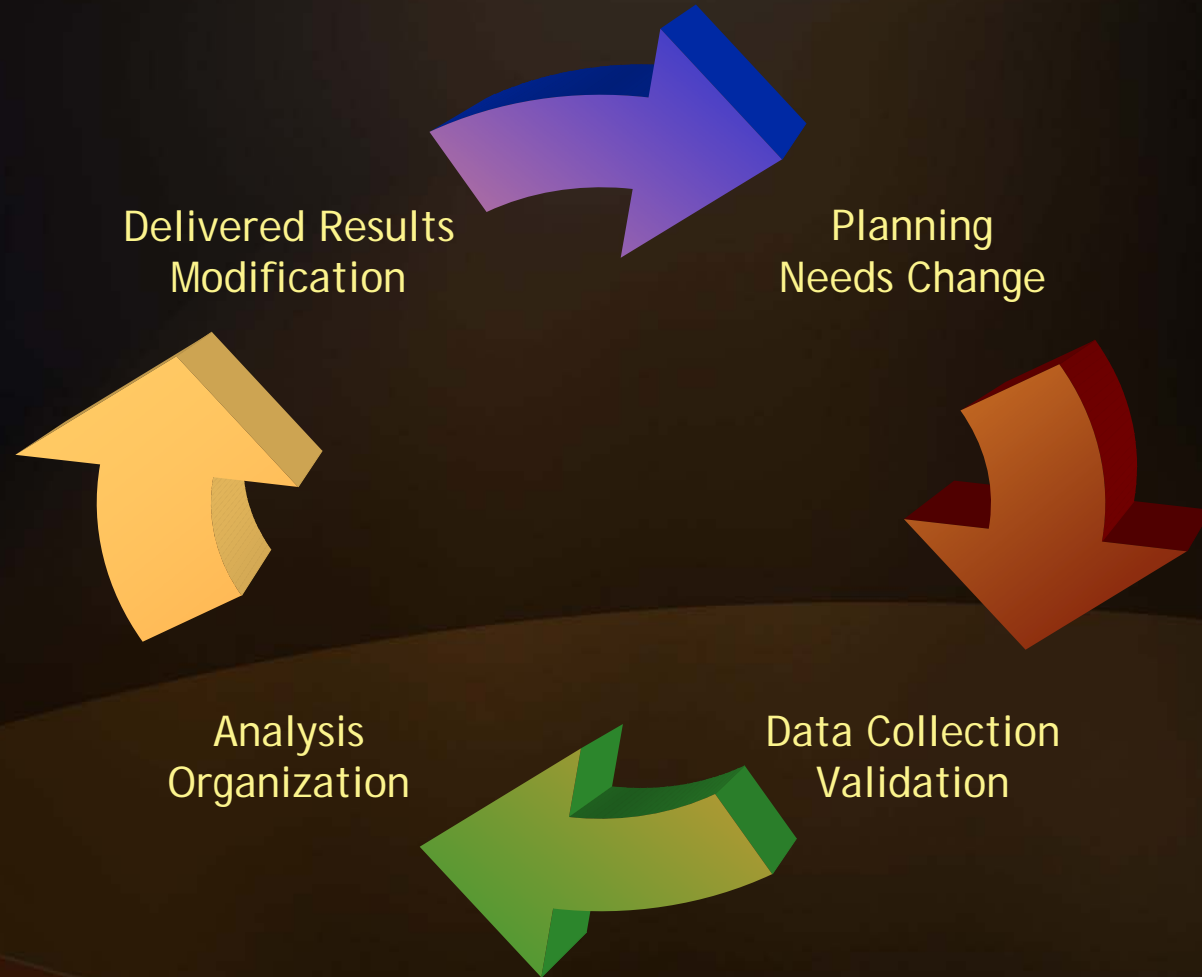 Delivered Results
Modification
Planning
Needs Change
Analysis
Organization
Data Collection
Validation